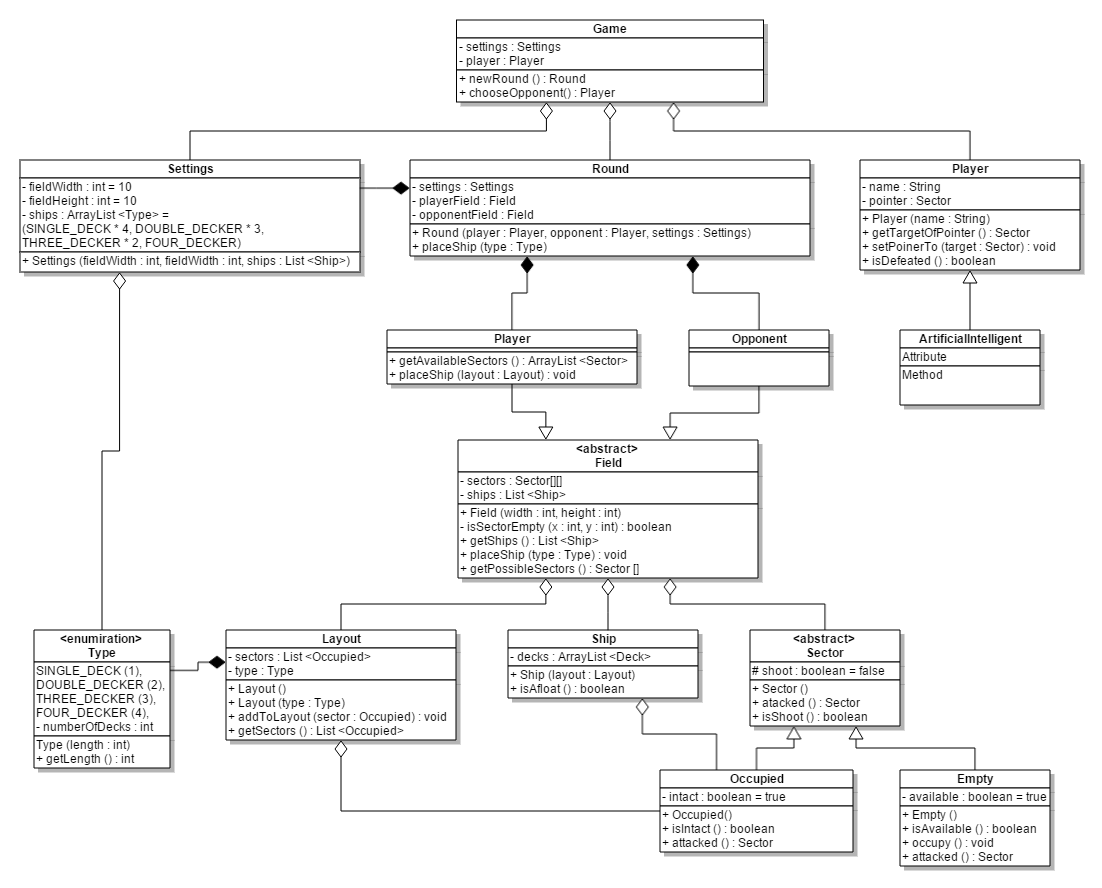 Game
- settings : Settings
- player : Player
+ newRound () : Round
+ chooseOpponent() : Player
Settings
- fieldWidth : int = 10
- fieldHeight : int = 10
- ships : ArrayList <Type> =
(SINGLE_DECK * 4, DOUBLE_DECKER * 3,
THREE_DECKER * 2, FOUR_DECKER)
+ Settings (fieldWidth : int, fieldWidth : int, ships : List <Ship>)
Round
- settings : Settings
- playerField : Field
- opponentField : Field
+ Round (player : Player, opponent : Player, settings : Settings)
+ placeShip (type : Type)
Player
- name : String
- pointer : Sector
+ Player (name : String)
+ getTargetOfPointer () : Sector
+ setPoinerTo (target : Sector) : void
+ isDefeated () : boolean
Player
+ getAvailableSectors () : ArrayList <Sector>
+ placeShip (layout : Layout) : void
Opponent
ArtificialIntelligent
Attribute
Method
<abstract>
Field
- sectors : Sector[][]
- ships : List <Ship>
+ Field (width : int, height : int)
- isSectorEmpty (x : int, y : int) : boolean
+ getShips () : List <Ship>
+ placeShip (type : Type) : void
+ getPossibleSectors () : Sector []
<enumiration>
Type
SINGLE_DECK (1),
DOUBLE_DECKER (2),
THREE_DECKER (3),
FOUR_DECKER (4),
- numberOfDecks : int
Type (length : int)
+ getLength () : int
Layout
- sectors : List <Occupied>
- type : Type
+ Layout ()
+ Layout (type : Type)
+ addToLayout (sector : Occupied) : void
+ getSectors () : List <Occupied>
Ship
- decks : ArrayList <Deck>
+ Ship (layout : Layout)
+ isAfloat () : boolean
<abstract>
Sector
# shoot : boolean = false
+ Sector ()
+ atacked () : Sector
+ isShoot () : boolean
Occupied
- intact : boolean = true
+ Occupied()
+ isIntact () : boolean
+ attacked () : Sector
Empty
- available : boolean = true
+ Empty ()
+ isAvailable () : boolean
+ occupy () : void
+ attacked () : Sector